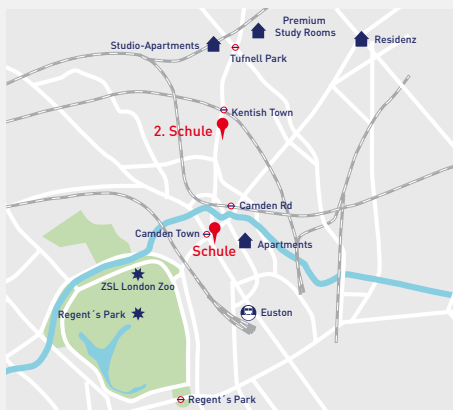 Premium
Study Rooms
Studio-Apartments
Residenz
Tufnell Park
Kentish Town
2. Schule
Camden Rd
Camden Town
Apartments
Schule
ZSL London Zoo
Regent´s Park
Euston
Regent´s Park